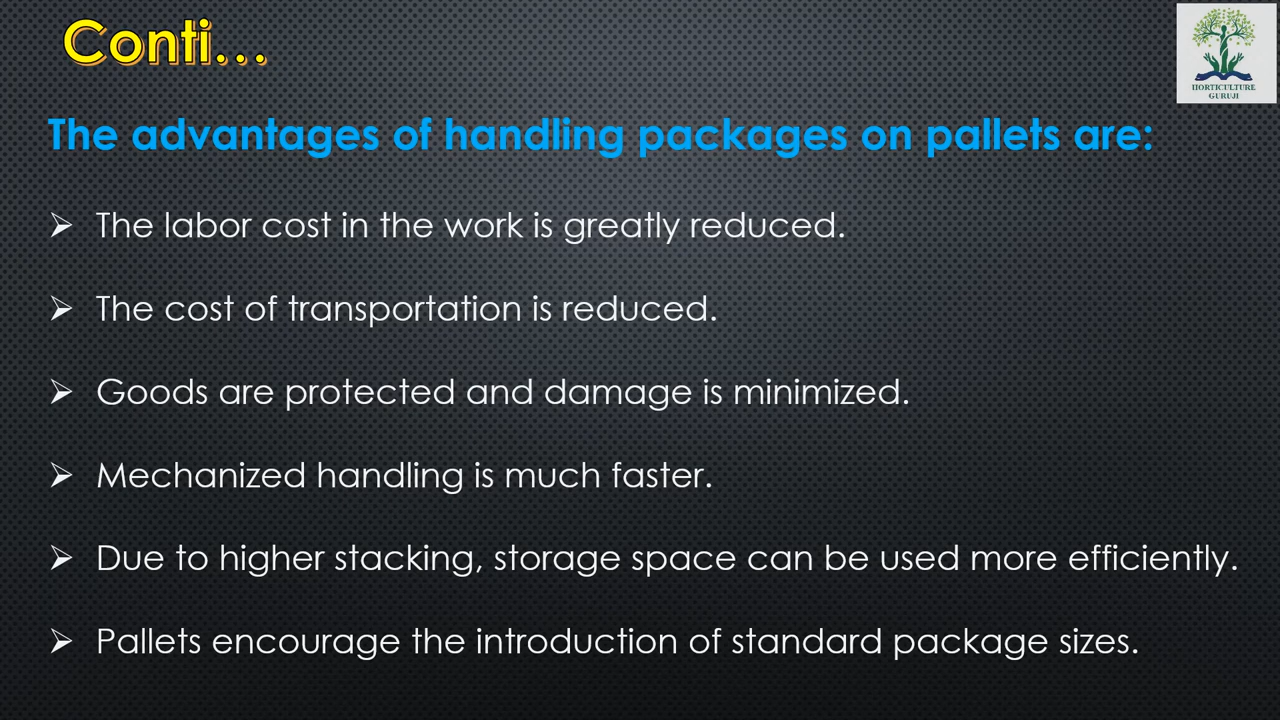 Conti...
HORTICULTURE
GURUJI
The advantages of handling packages on pallets are:
➢ The labor cost in the work is greatly reduced.
➢ The cost of transportation is reduced.
➢ Goods are protected and damage is minimized.
➢ Mechanized handling is much faster.
➢ Due to higher stacking, storage space can be used more efficiently.
➢ Pallets encourage the introduction of standard package sizes.